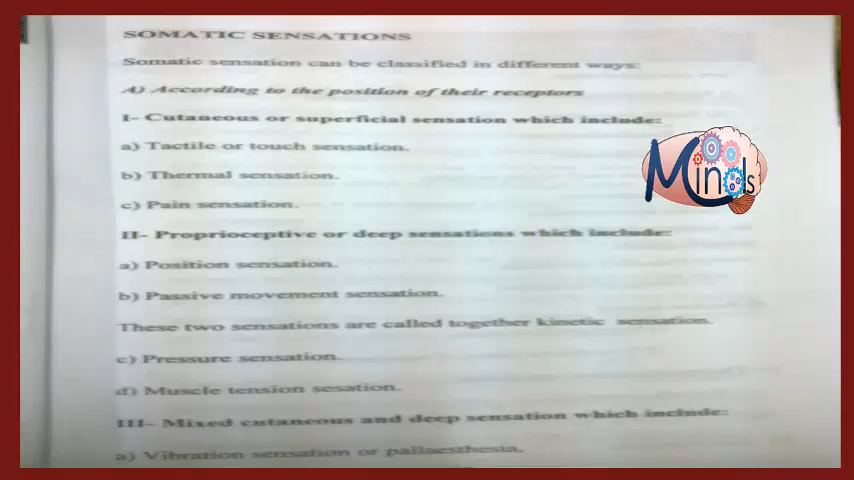 SOMATIC SENSATIONS
Somatic sensation can be classified in different ways:
A) According to the position of their receptors
I- Cutaneous or superficial sensation which include:
a) Tactile or touch sensation.
b) Thermal sensation.
c) Pain sensation.
Minds
II- Proprioceptive or deep sensations which include:
a) Position sensation.
b) Passive movement sensation.
These two sensations are called together kinetic sensation.
c) Pressure sensation.
d) Muscle tension sesation.
III- Mixed cutaneous and deep sensation which include:
a) Vibration sensation or pallaesthesia.